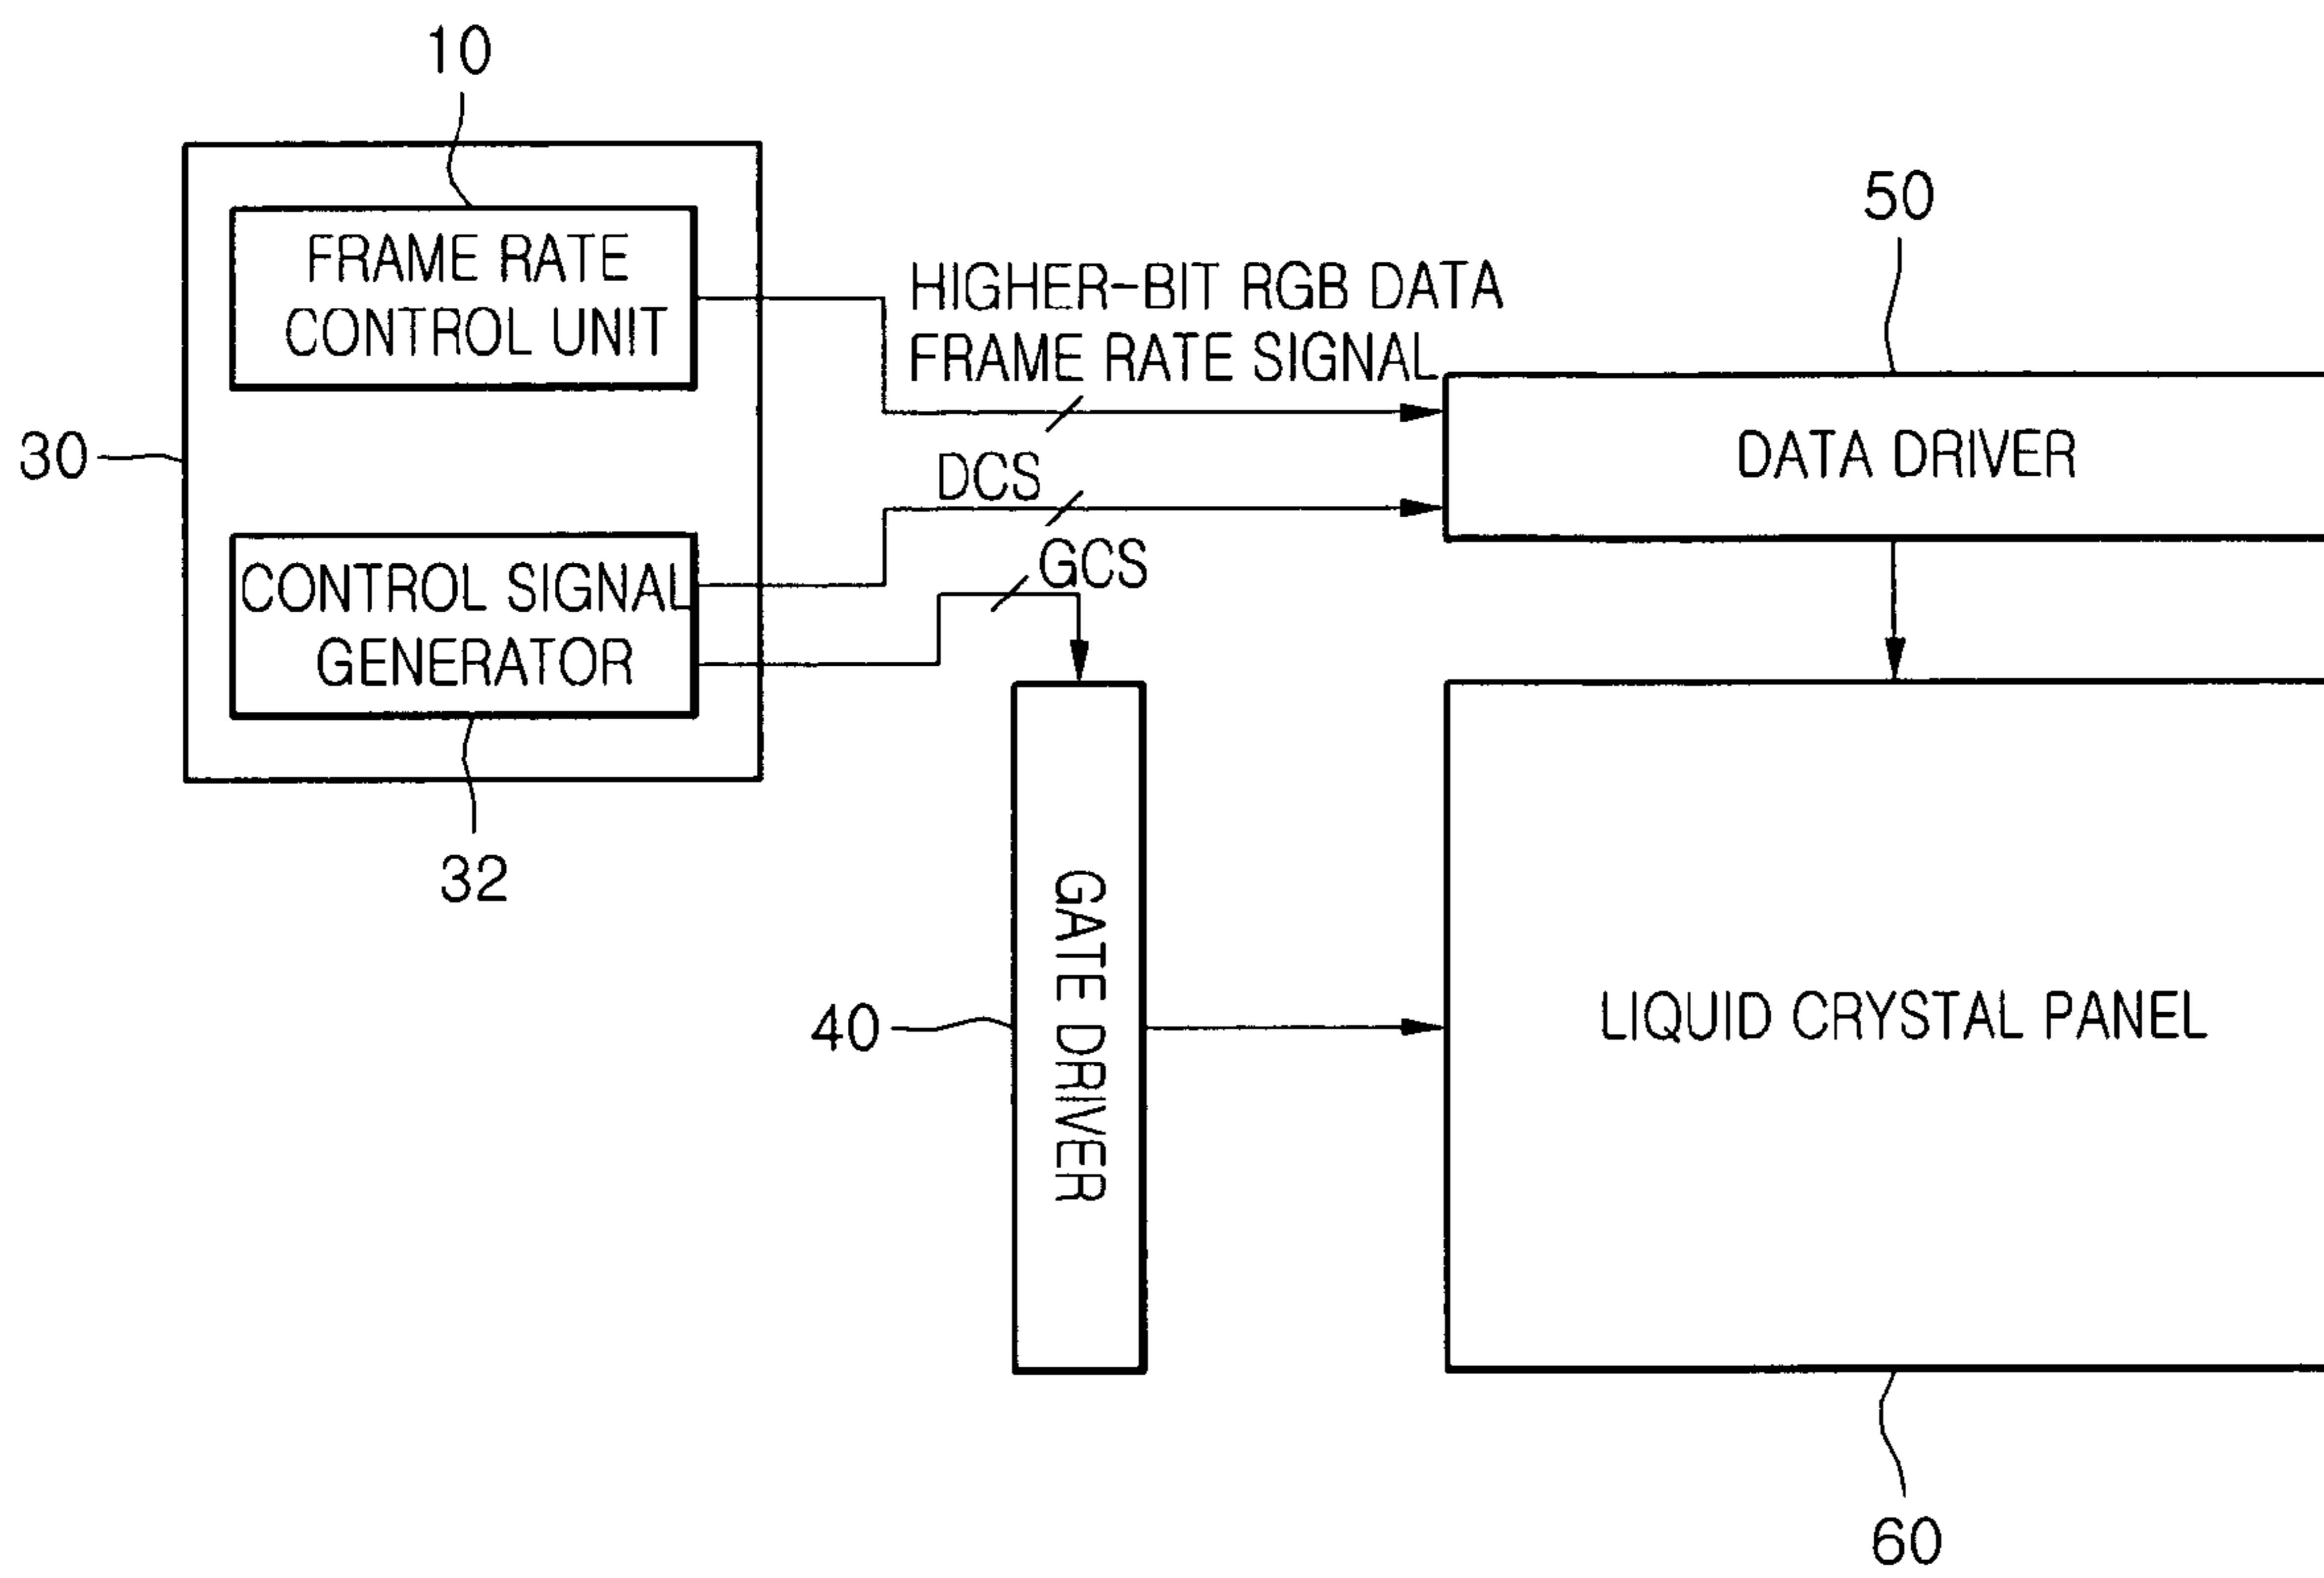 10
FRAME RATE
CONTROL UNIT
30
CONTROL SIGNAL
GENERATOR
32
HIGHER-BIT RGB DATA
FRAME RATE SIGNAL
DCS
GCS
50
DATA DRIVER
40
GATE DRIVER
LIQUID CRYSTAL PANEL
60